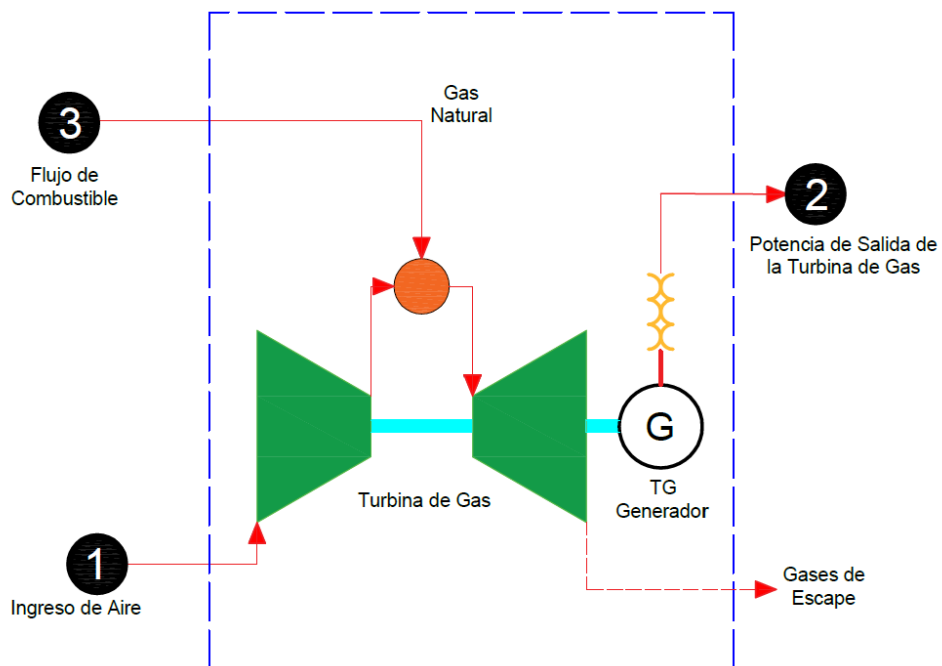 3
Flujo de
Combustible
Gas
Natural
2
Potencia de Salida de
la Turbina de Gas
G
TG
Generador
Turbina de Gas
1
Ingreso de Aire
Gases de
Escape